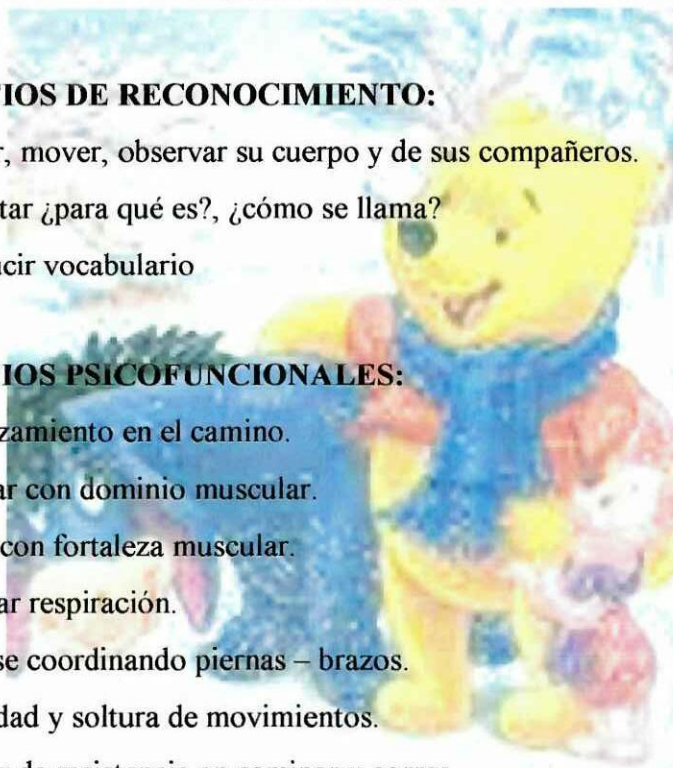 IOS DE RECONOCIMIENTO:
r, mover, observar su cuerpo y de sus compañeros.
tar ¿para qué es?, ¿cómo se llama?
cir vocabulario
IOS PSICOFUNCIONALES:
zamiento en el camino.
ar con dominio muscular.
con fortaleza muscular.
ar respiración.
se coordinando piernas – brazos.
dad y soltura de movimientos.